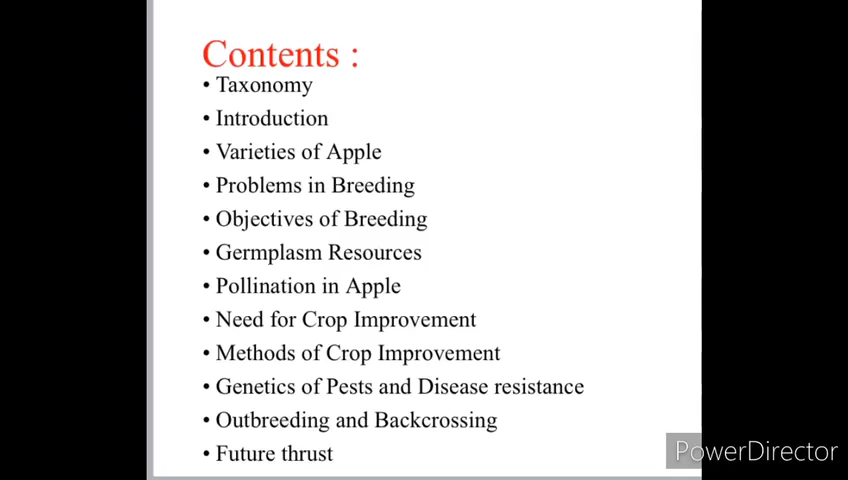 Contents :
• Taxonomy
• Introduction
• Varieties of Apple
• Problems in Breeding
• Objectives of Breeding
• Germplasm Resources
• Pollination in Apple
• Need for Crop Improvement
• Methods of Crop Improvement
• Genetics of Pests and Disease resistance
• Outbreeding and Backcrossing
• Future thrust
PowerDirector